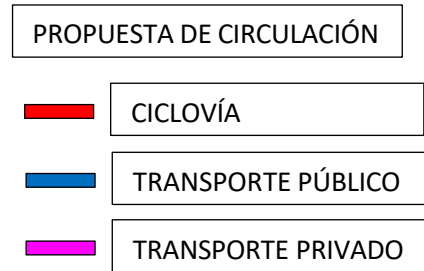 PROPUESTA DE CIRCULACIÓN
CICLOVÍA
TRANSPORTE PÚBLICO
TRANSPORTE PRIVADO